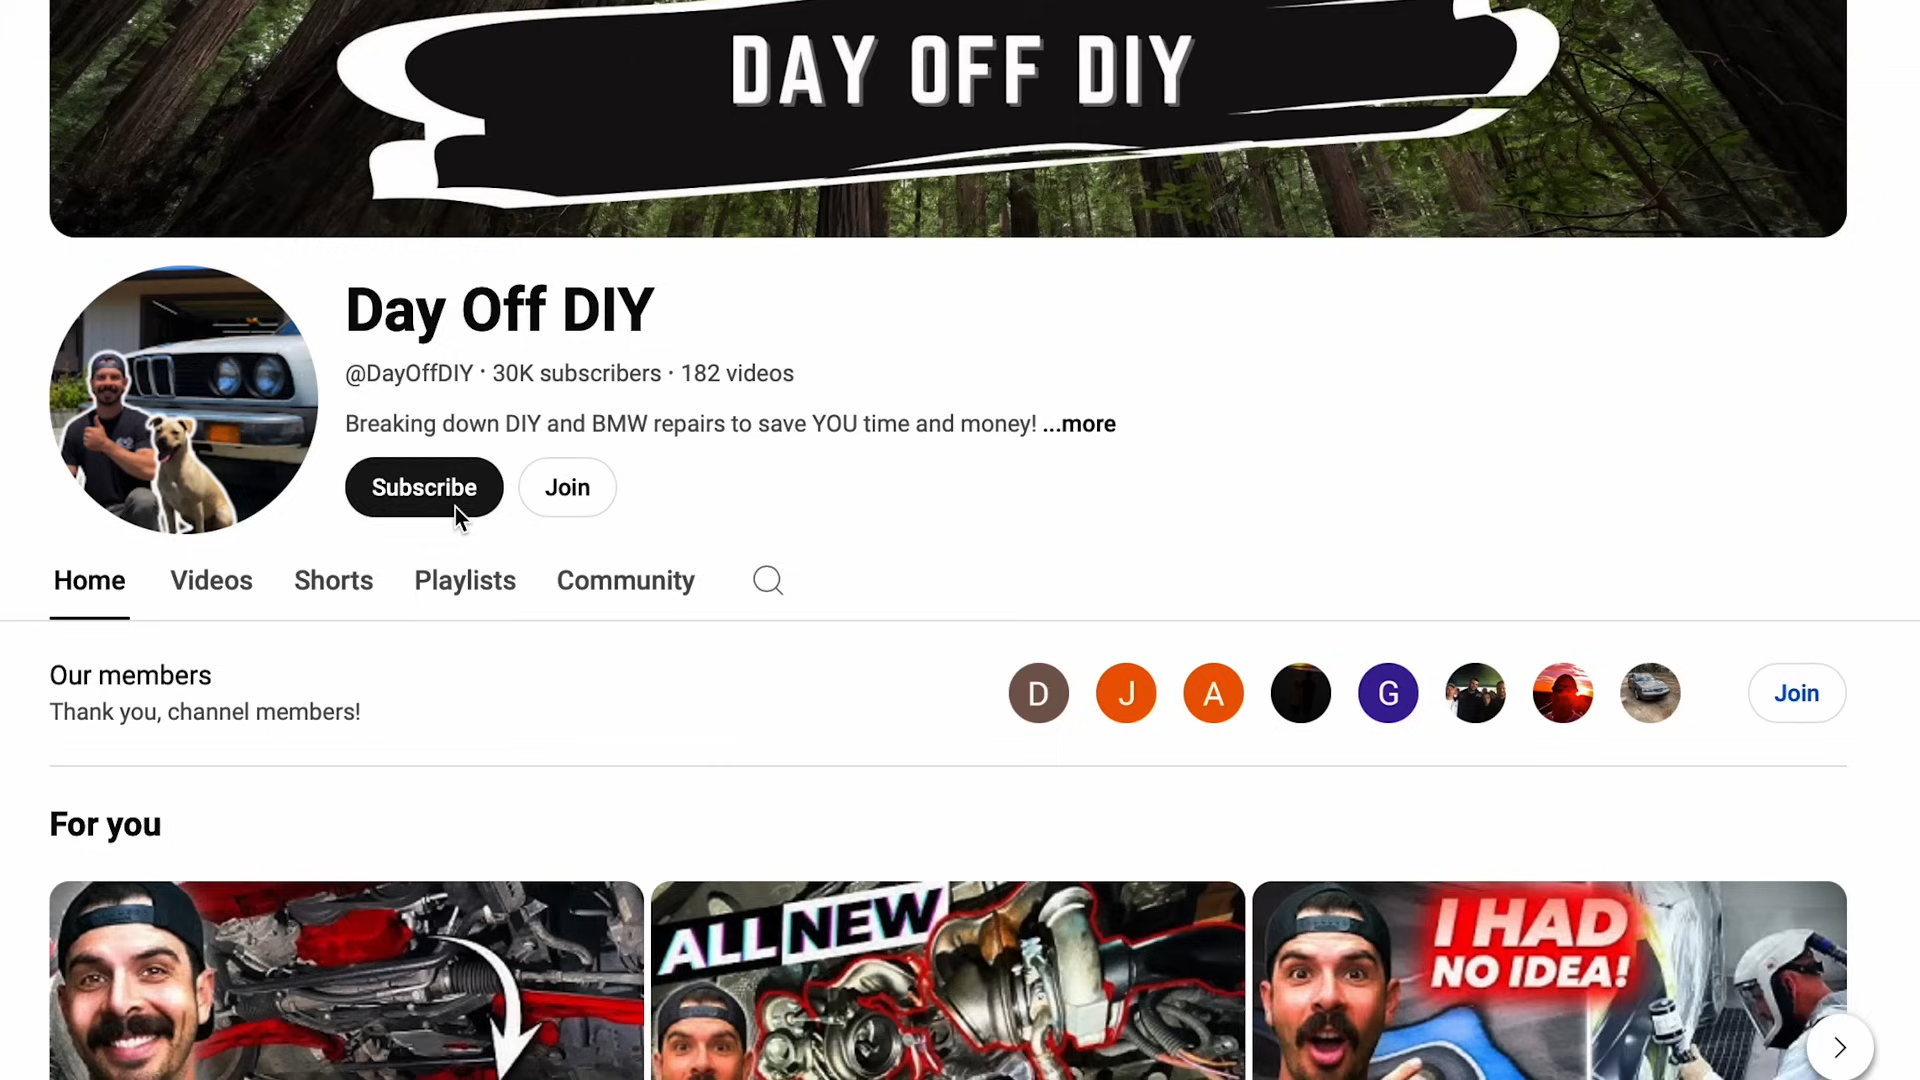 DAY OFF DIY
Day Off DIY
@DayOffDIY · 30K subscribers · 182 videos
Breaking down DIY and BMW repairs to save YOU time and money! ...more
Subscribe
Join
Home
Videos
Shorts
Playlists
Community
Our members
Thank you, channel members!
D
J
A
G
Join
For you
ALL NEW
I HAD
NO IDEA!